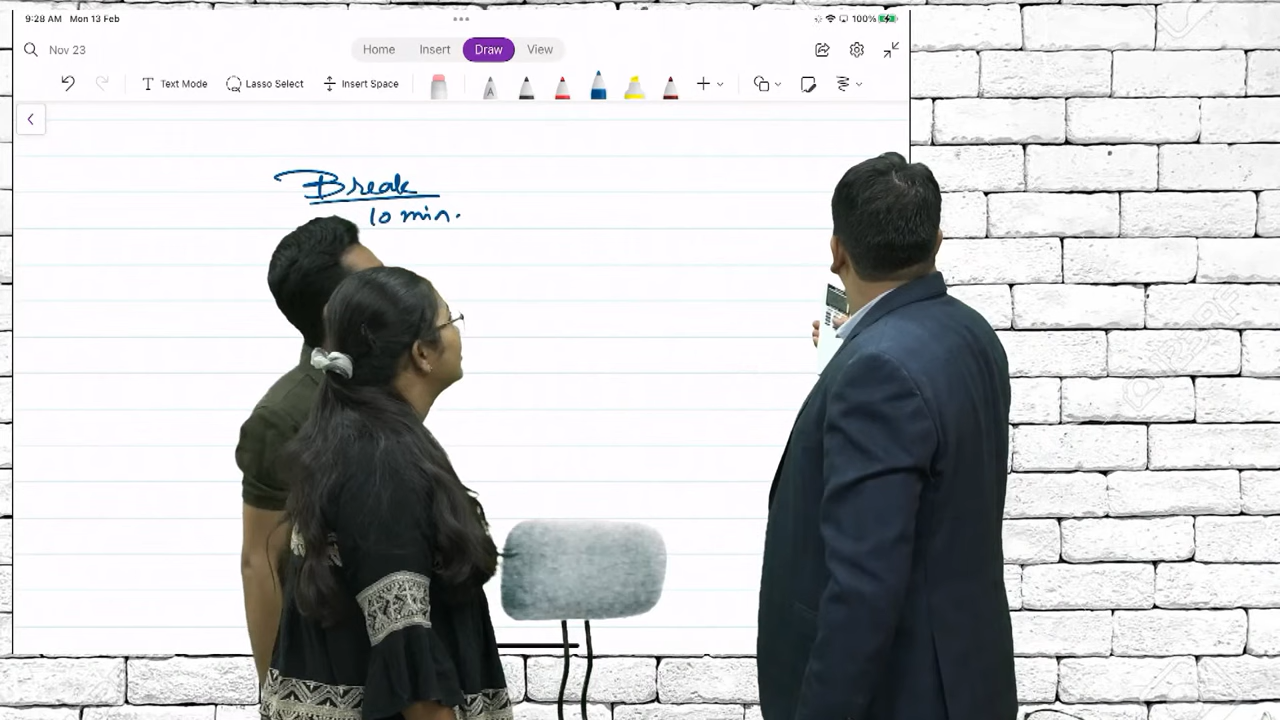 9:28 AM Mon 13 Feb
100%
Nov 23
Home Insert Draw View
Text Mode Lasso Select Insert Space
A
Break
10 min.